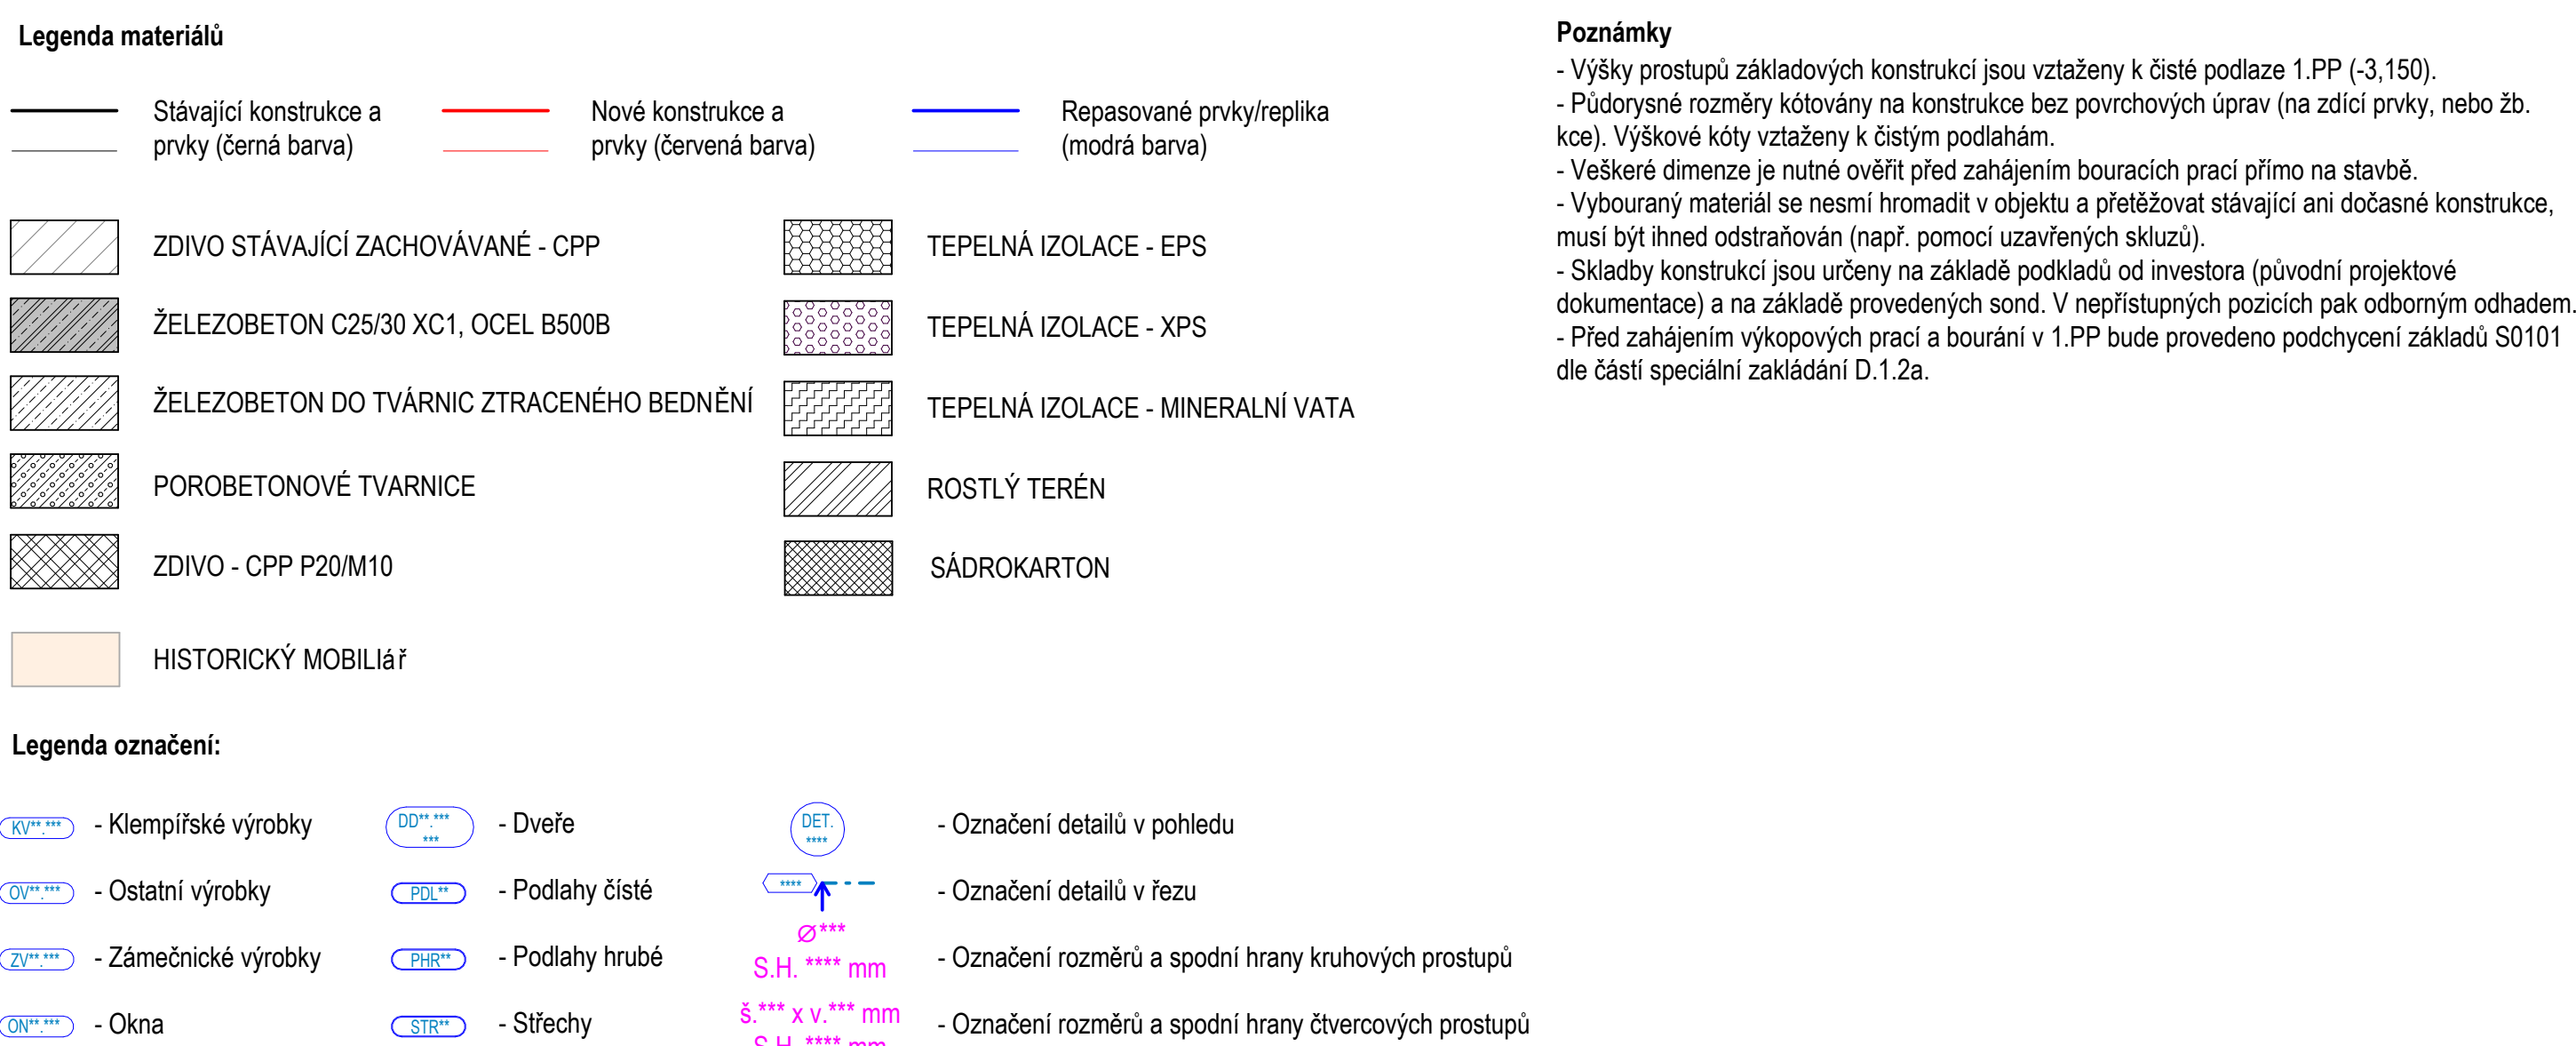 Legenda materiálů
Stávající konstrukce a
prvky (černá barva)
Nové konstrukce a
prvky (červená barva)
Repasované prvky/replika
(modrá barva)
ZDIVO STÁVAJÍCÍ ZACHOVÁVANÉ - CPP
ŽELEZOBETON C25/30 XC1, OCEL B500B
ŽELEZOBETON DO TVÁRNIC ZTRACENÉHO BEDNĚNÍ
POROBETONOVÉ TVARNICE
ZDIVO - CPP P20/M10
HISTORICKÝ MOBILIář
TEPELNÁ IZOLACE - EPS
TEPELNÁ IZOLACE - XPS
TEPELNÁ IZOLACE - MINERALNÍ VATA
ROSTLÝ TERÉN
SÁDROKARTON
Poznámky
- Výšky prostupů základových konstrukcí jsou vztaženy k čisté podlaze 1.PP (-3,150).
- Půdorysné rozměry kótovány na konstrukce bez povrchových úprav (na zdící prvky, nebo žb.
kce). Výškové kóty vztaženy k čistým podlahám.
- Veškeré dimenze je nutné ověřit před zahájením bouracích prací přímo na stavbě.
- Vybouraný materiál se nesmí hromadit v objektu a přetěžovat stávající ani dočasné konstrukce,
musí být ihned odstraňován (např. pomocí uzavřených skluzů).
- Skladby konstrukcí jsou určeny na základě podkladů od investora (původní projektové
dokumentace) a na základě provedených sond. V nepřístupných pozicích pak odborným odhadem.
- Před zahájením výkopových prací a bourání v 1.PP bude provedeno podchycení základů S0101
dle částí speciální zakládání D.1.2a.
Legenda označení:
KV**.*** - Klempířské výrobky
OV**.*** - Ostatní výrobky
ZV**.*** - Zámečnické výrobky
ON**.*** - Okna
DD**.***
***
- Dveře
PDL** - Podlahy čísté
PHR** - Podlahy hrubé
STR** - Střechy
DET.
****
- Označení detailů v pohledu
**** - Označení detailů v řezu
Ø***
S.H. **** mm
- Označení rozměrů a spodní hrany kruhových prostupů
š.*** x v.*** mm
S.H. **** mm
- Označení rozměrů a spodní hrany čtvercových prostupů